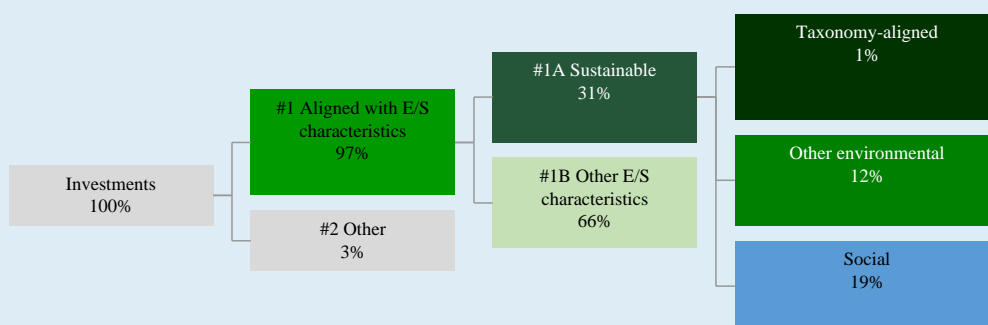 Investments
100%
#1 Aligned with E/S
characteristics
97%
#2 Other
3%
#1A Sustainable
31%
#1B Other E/S
characteristics
66%
Taxonomy-aligned
1%
Other environmental
12%
Social
19%